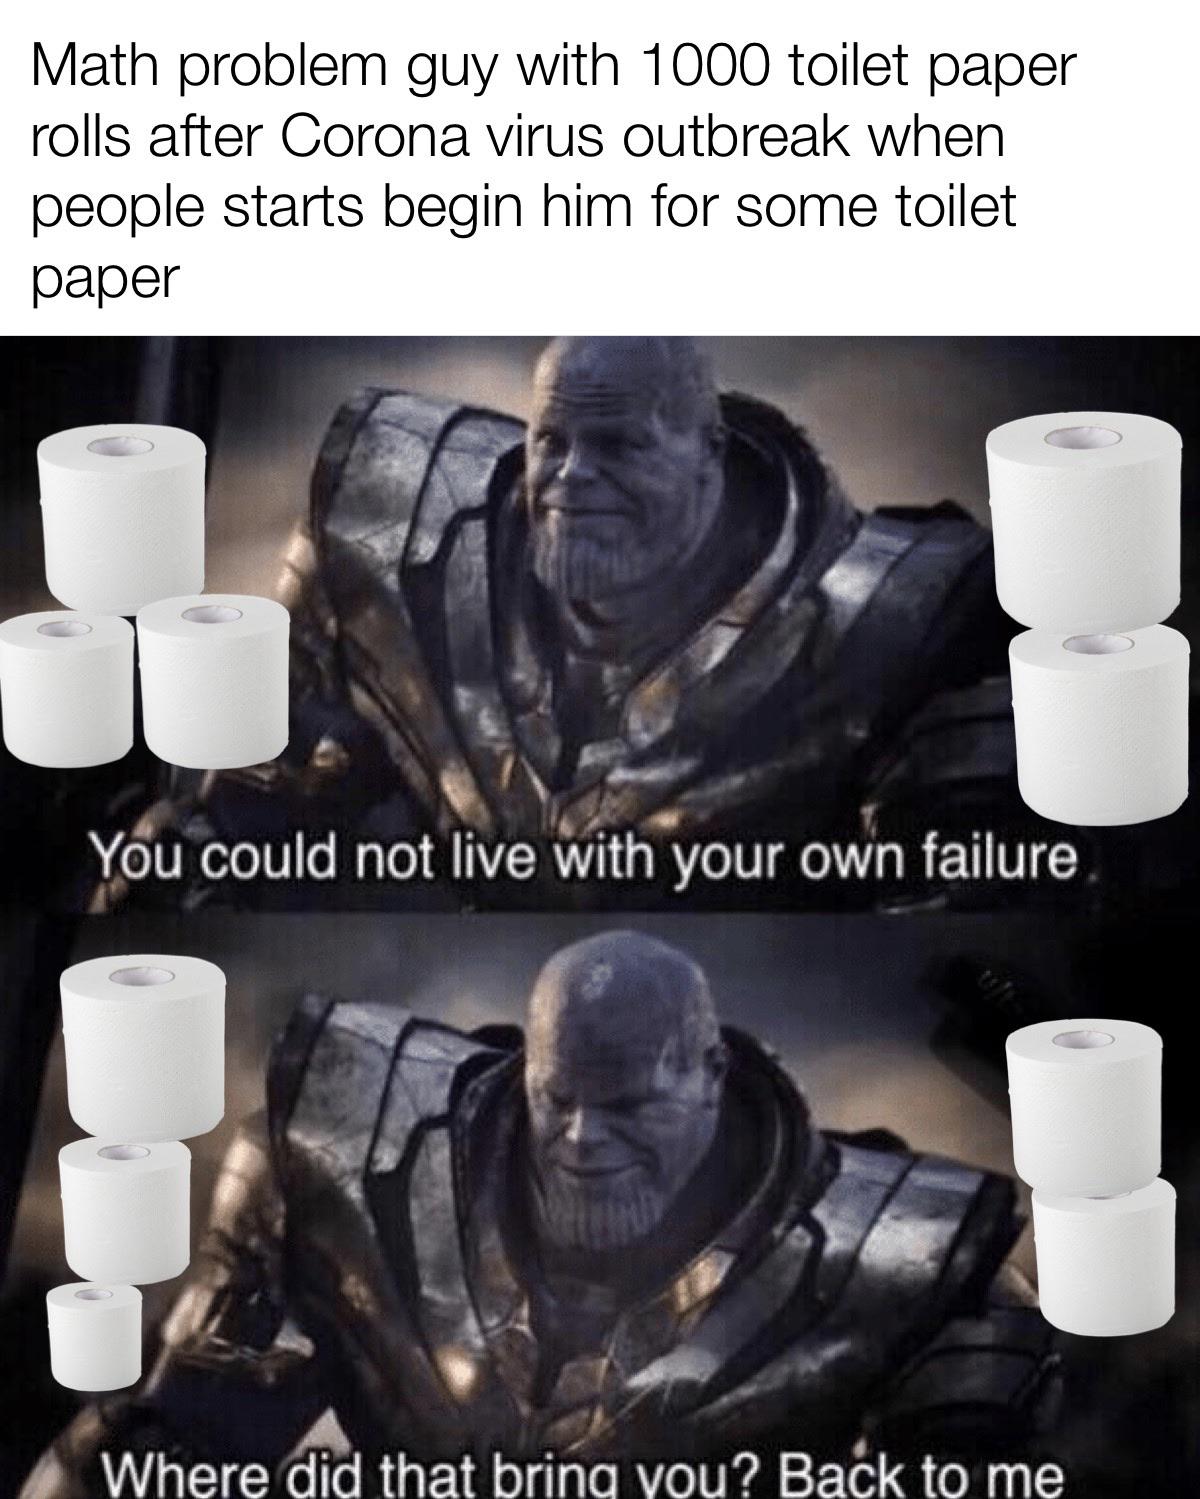 Math problem guy with 1000 toilet paper
rolls after Corona virus outbreak when
people starts begin him for some toilet
paper
You could not live with your own failure.
Where did that bring you? Back to me